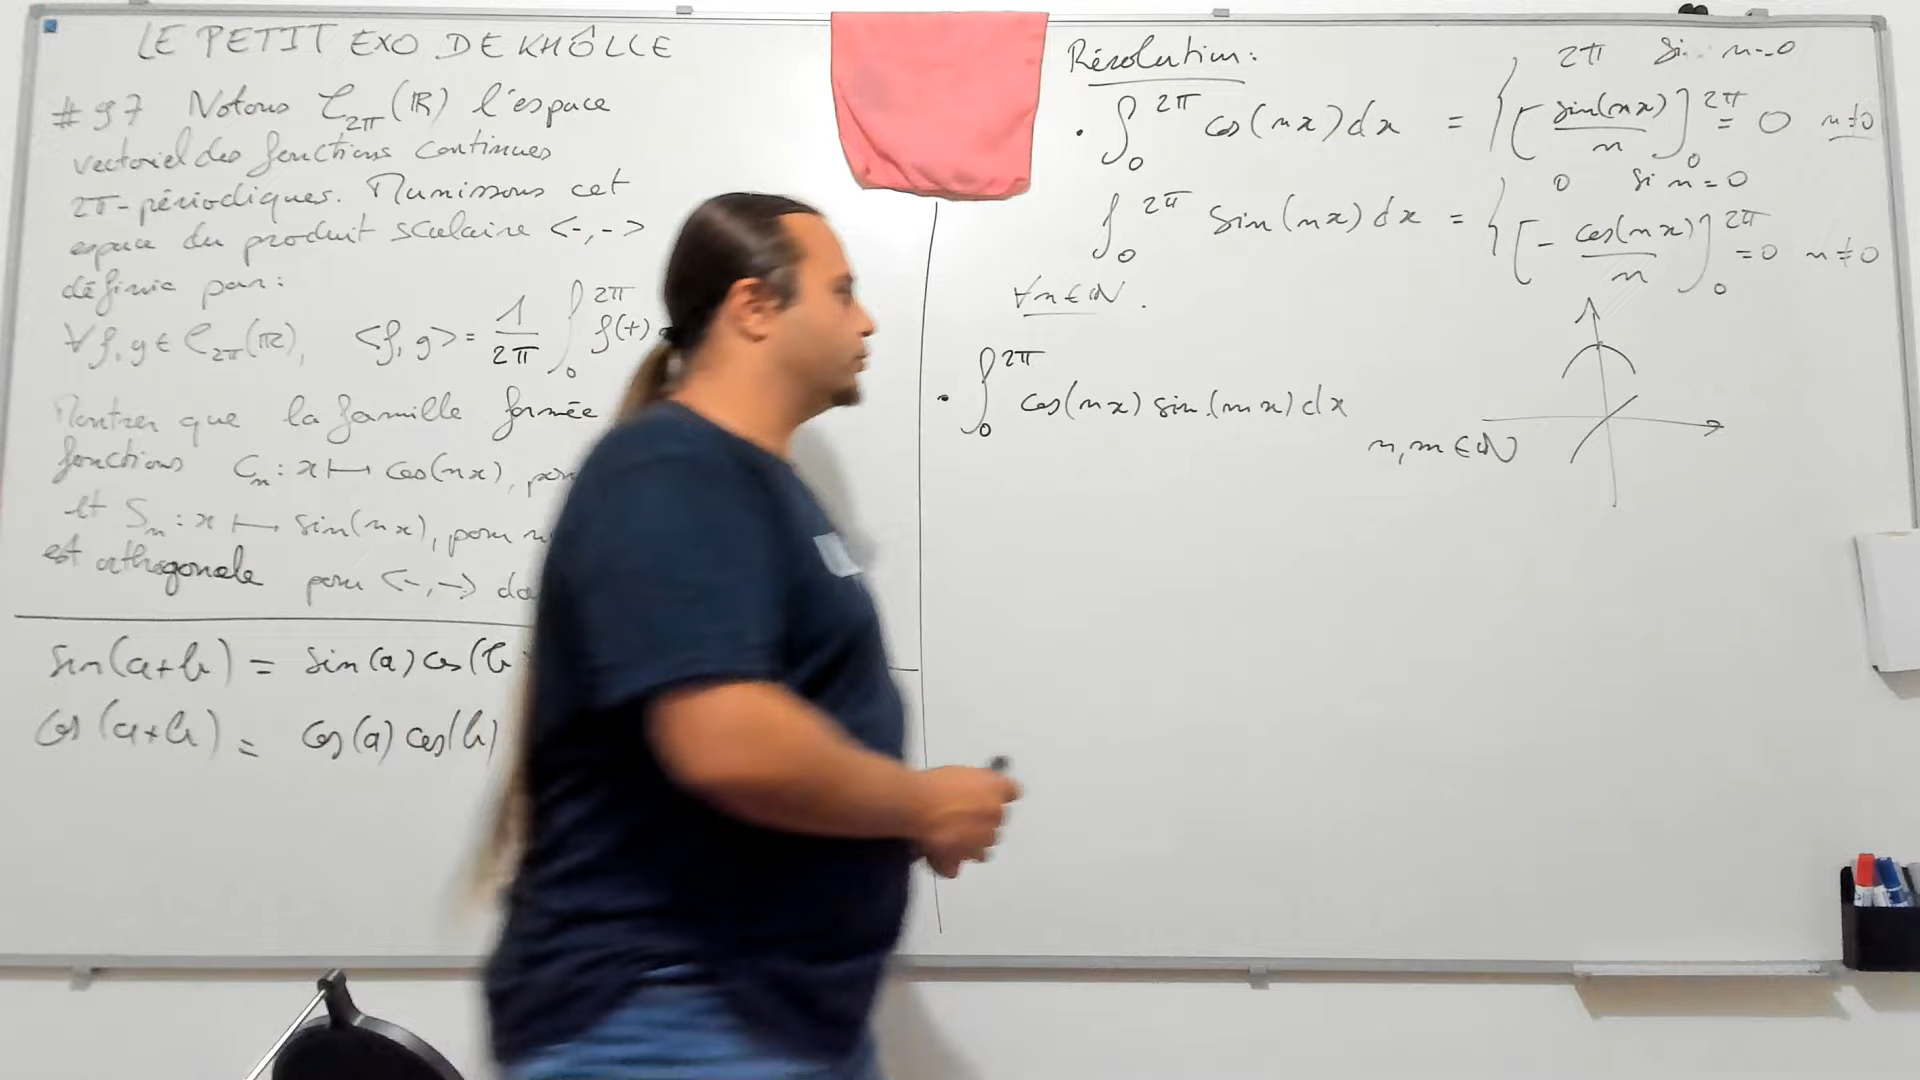 LE PETIT EXO DE KHÔLLE
#97 Notons C_{2π}(ℝ) l'espace
vectoriel des fonctions continues
2π-périodiques. Munissons cet
espace du produit scalaire <-,->
définie par:
∀f,g ∈ C_{2π}(ℝ), <f,g> = 1/2π ∫_0^{2π} f(t)
Montrer que la famille formée
fonctions C_n : x ↦ cos(nx), pour
et S_n : x ↦ sin(nx), pour n
est orthogonale pour <-,->
sin(a+b) = sin(a)cos(b
cos(a+b) = cos(a)cos(b)
Résolution:
• ∫_0^{2π} cos(nx)dx = { 2π si n=0
[sin(nx)/n]_0^{2π} = 0 n≠0
∫_0^{2π} sin(nx)dx = { 0 si n=0
[-cos(nx)/n]_0^{2π} = 0 n≠0
∀n∈ℕ.
• ∫_0^{2π} cos(nx) sin(mx)dx
n,m∈ℕ